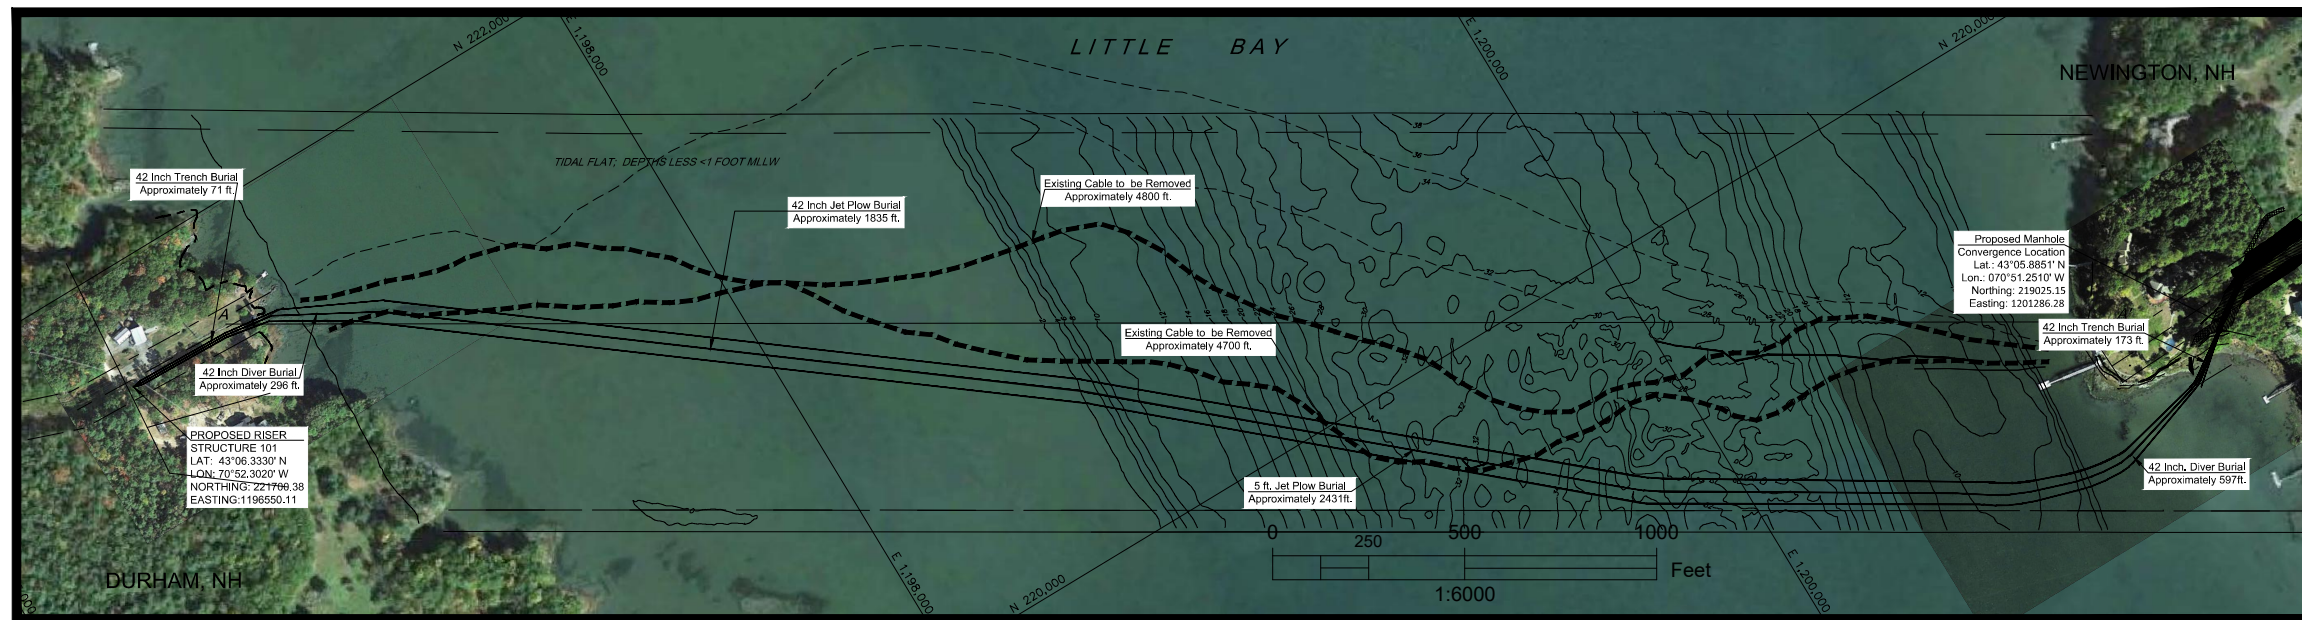 LITTLE BAY
N 222,000
E 1,198,000
E 1,200,000
N 220,000
NEWINGTON, NH
TIDAL FLAT; DEPTHS LESS <1 FOOT MLLW
42 Inch Trench Burial
Approximately 71 ft.
42 Inch Jet Plow Burial
Approximately 1835 ft.
Existing Cable to be Removed
Approximately 4800 ft.
Proposed Manhole
Convergence Location
Lat.: 43°05.8851' N
Lon.: 070°51.2510' W
Northing: 219025.15
Easting: 1201286.28
A
Existing Cable to be Removed
Approximately 4700 ft.
42 Inch Trench Burial
Approximately 173 ft.
42 Inch Diver Burial
Approximately 296 ft.
PROPOSED RISER
STRUCTURE 101
LAT: 43°06.3330' N
LON: 70°52.3020' W
NORTHING: 221700.38
EASTING:1196550.11
5 ft. Jet Plow Burial
Approximately 2431ft.
42 Inch. Diver Burial
Approximately 597ft.
DURHAM, NH
E 1,198,000
N 220,000
E 1,200,000
0 500 1000
250
Feet
1:6000